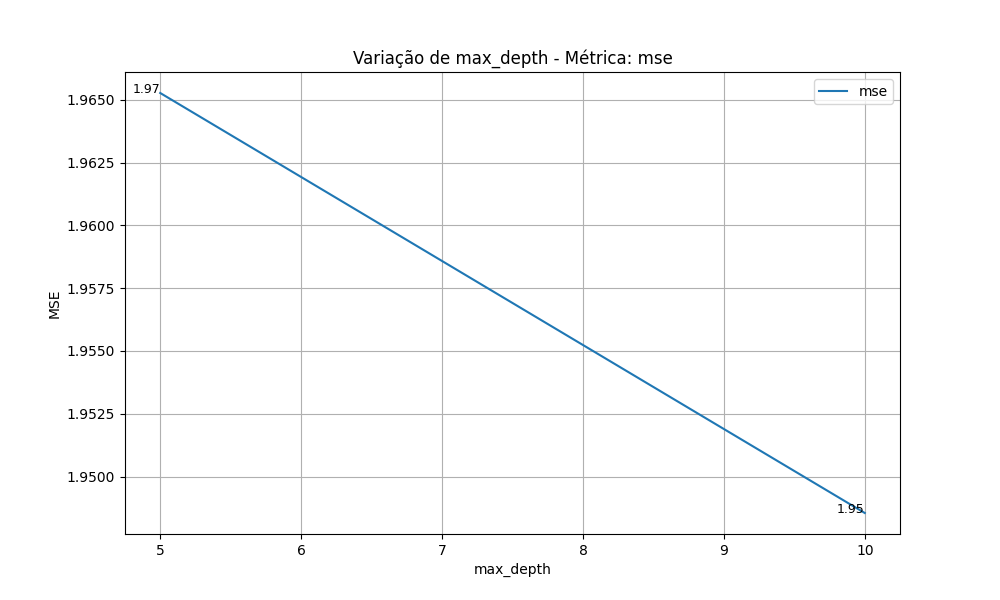 Variação de max_depth - Métrica: mse
1.97
mse
1.9650
1.9625
1.9600
1.9575
1.9550
1.9525
1.9500
MSE
1.95
5 6 7 8 9 10
max_depth